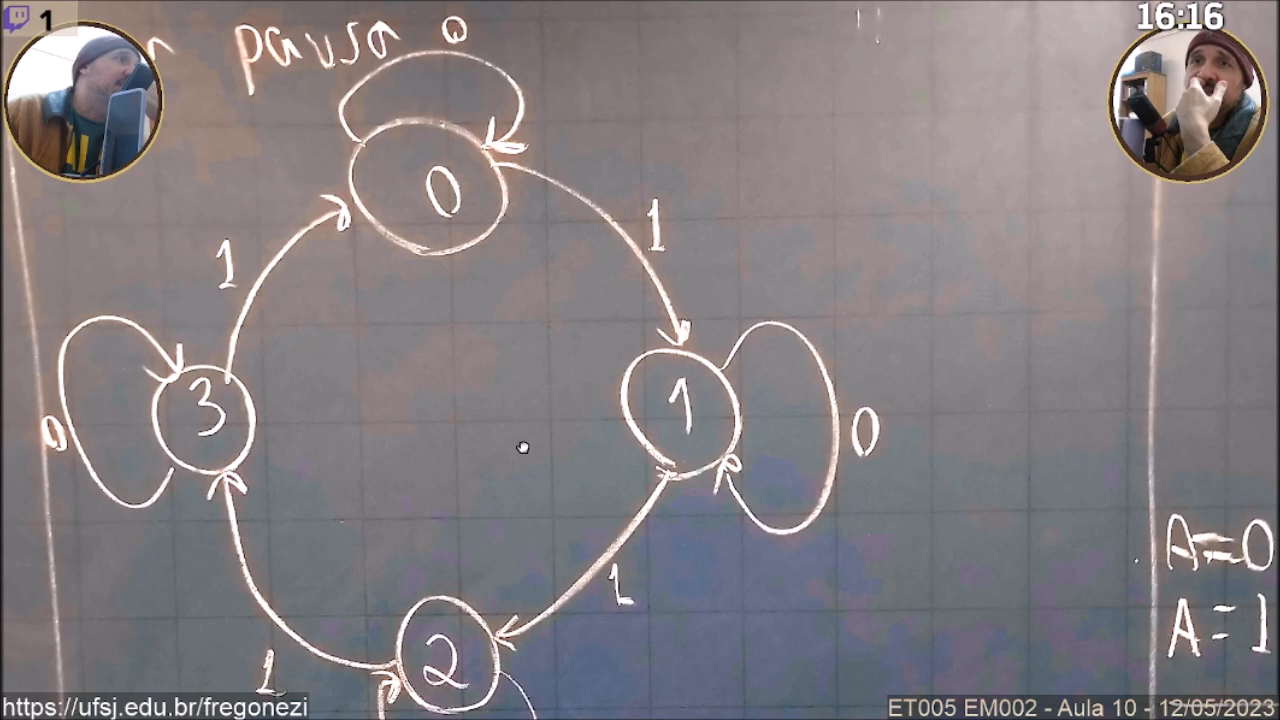 1
16:16
pausa
0
0
1
1
3
0
1
0
1
2
1
A=0
A=1
https://ufsj.edu.br/fregonezi
ET005 EM002 - Aula 10 - 12/05/2023